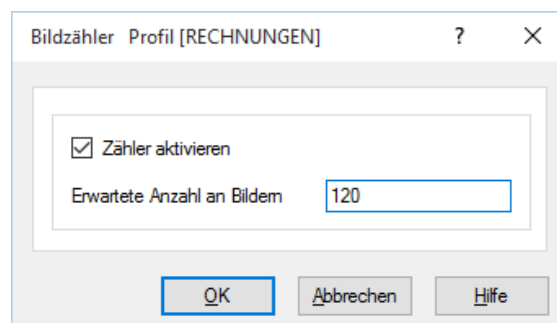 Bildzähler Profil [RECHNUNGEN] ?
Zähler aktivieren
Erwartete Anzahl an Bildern 120
OK Abbrechen Hilfe